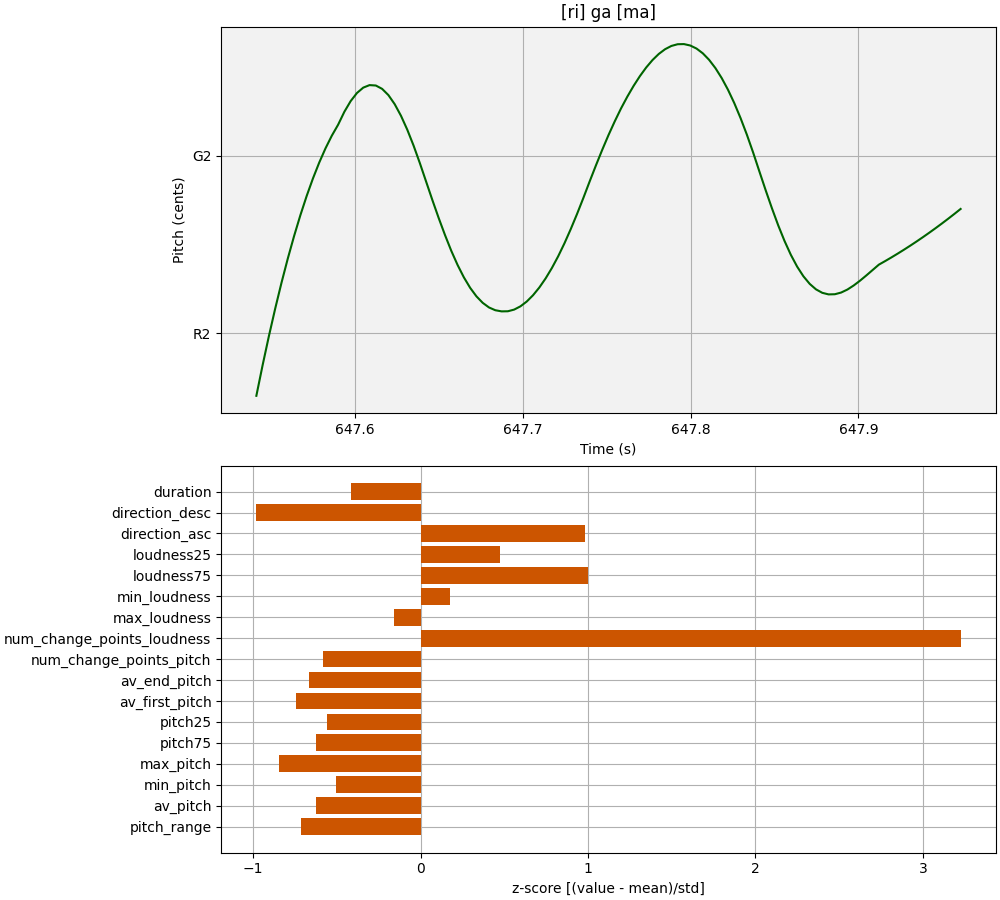 [ri] ga [ma]
G2
R2
Pitch (cents)
647.6 647.7 647.8 647.9
Time (s)
duration
direction_desc
direction_asc
loudness25
loudness75
min_loudness
max_loudness
num_change_points_loudness
num_change_points_pitch
av_end_pitch
av_first_pitch
pitch25
pitch75
max_pitch
min_pitch
av_pitch
pitch_range
−1 0 1 2 3
z-score [(value - mean)/std]